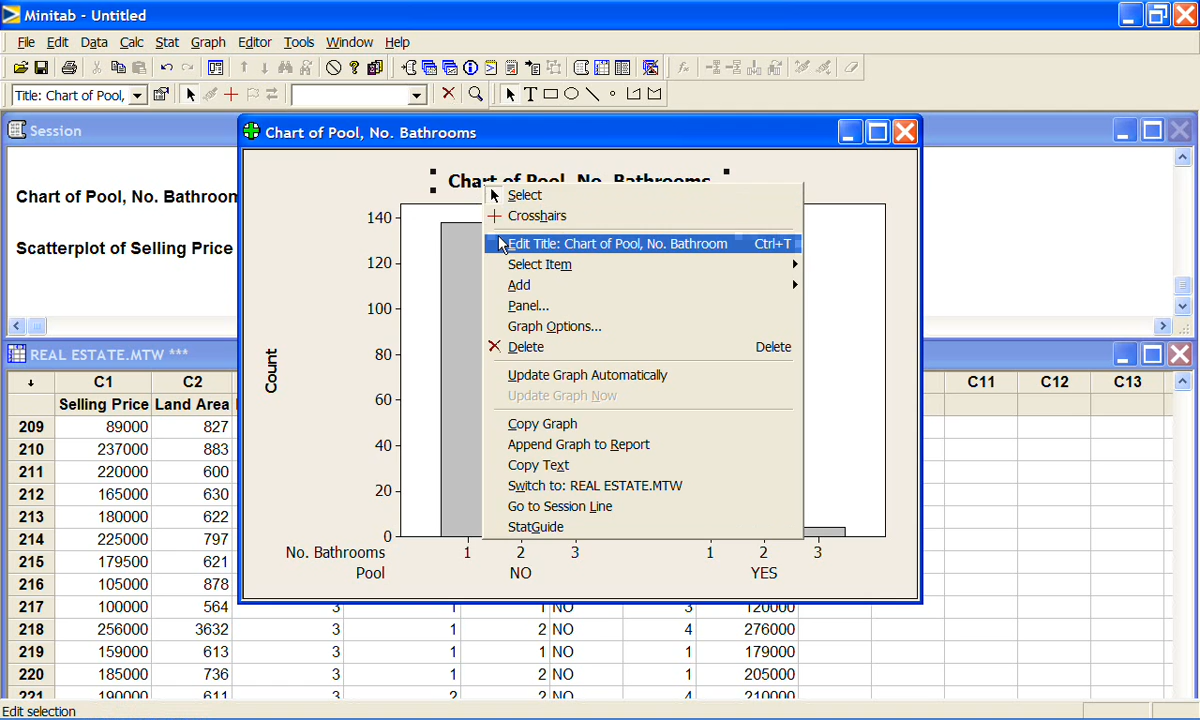 Minitab - Untitled
File Edit Data Calc Stat Graph Editor Tools Window Help
Title: Chart of Pool,
Session
Chart of Pool, No. Bathroom
Scatterplot of Selling Price
Chart of Pool, No. Bathrooms
Chart of Pool, No. Bathrooms
Select
Crosshairs
Edit Title: Chart of Pool, No. Bathroom Ctrl+T
Select Item
Add
Panel...
Graph Options...
Delete Delete
Update Graph Automatically
Update Graph Now
Copy Graph
Append Graph to Report
Copy Text
Switch to: REAL ESTATE.MTW
Go to Session Line
StatGuide
Count
140
120
100
80
60
40
20
0
No. Bathrooms 1 2 3 1 2 3
Pool NO YES
REAL ESTATE.MTW ***
C1 C2 C11 C12 C13
Selling Price Land Area
209 89000 827
210 237000 883
211 220000 600
212 165000 630
213 180000 622
214 225000 797
215 179500 621
216 105000 878
217 100000 564 3 1 1 NO 3 120000
218 256000 3632 3 1 2 NO 4 276000
219 159000 613 3 1 1 NO 1 179000
220 185000 736 3 1 2 NO 1 205000
221 190000 611 3 2 2 NO 4 210000
Edit selection